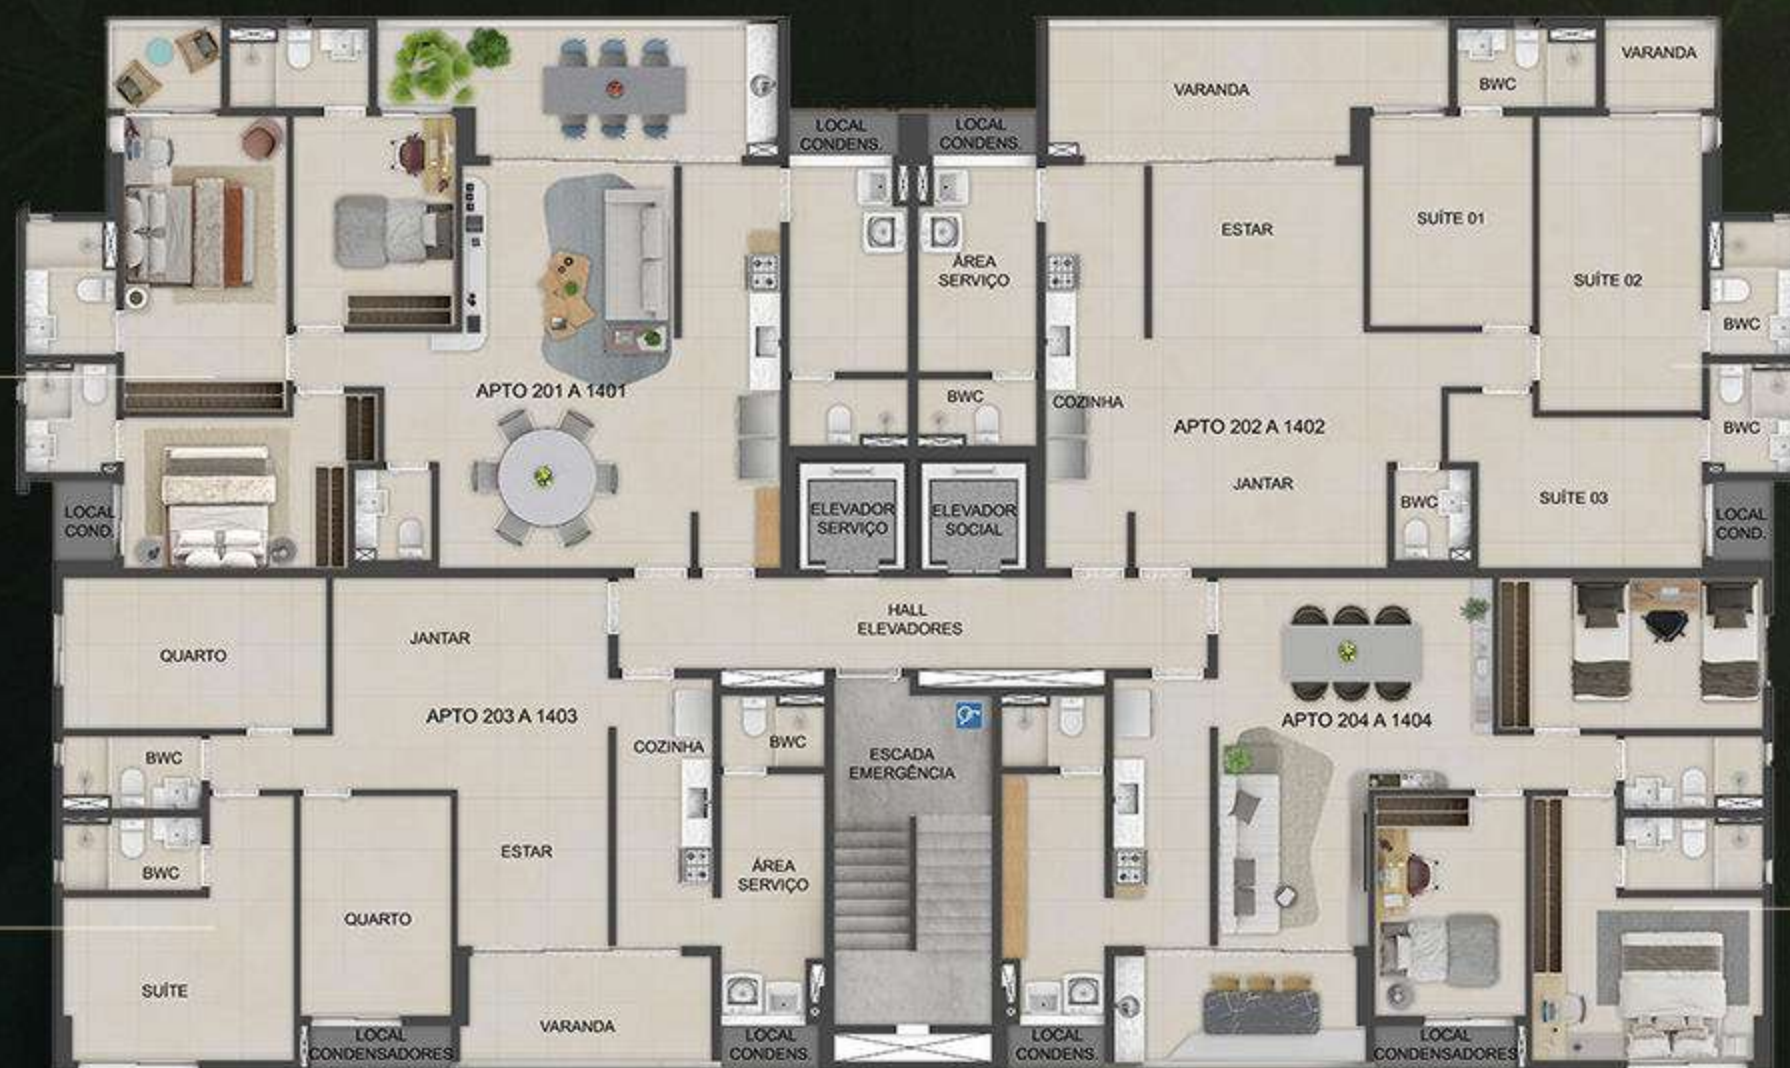 VARANDA
BWC
VARANDA
LOCAL
CONDENS.
LOCAL
CONDENS.
ESTAR
SUÍTE 01
SUÍTE 02
ÁREA
SERVIÇO
BWC
APTO 201 A 1401
BWC
COZINHA
APTO 202 A 1402
BWC
JANTAR
SUÍTE 03
BWC
LOCAL
COND.
ELEVADOR
SERVIÇO
ELEVADOR
SOCIAL
LOCAL
COND.
HALL
ELEVADORES
QUARTO
JANTAR
APTO 203 A 1403
APTO 204 A 1404
COZINHA
BWC
BWC
ESCADA
EMERGÊNCIA
ESTAR
BWC
ÁREA
SERVIÇO
QUARTO
SUÍTE
VARANDA
LOCAL
CONDENSADORES
LOCAL
CONDENS.
LOCAL
CONDENS.
LOCAL
CONDENSADORES